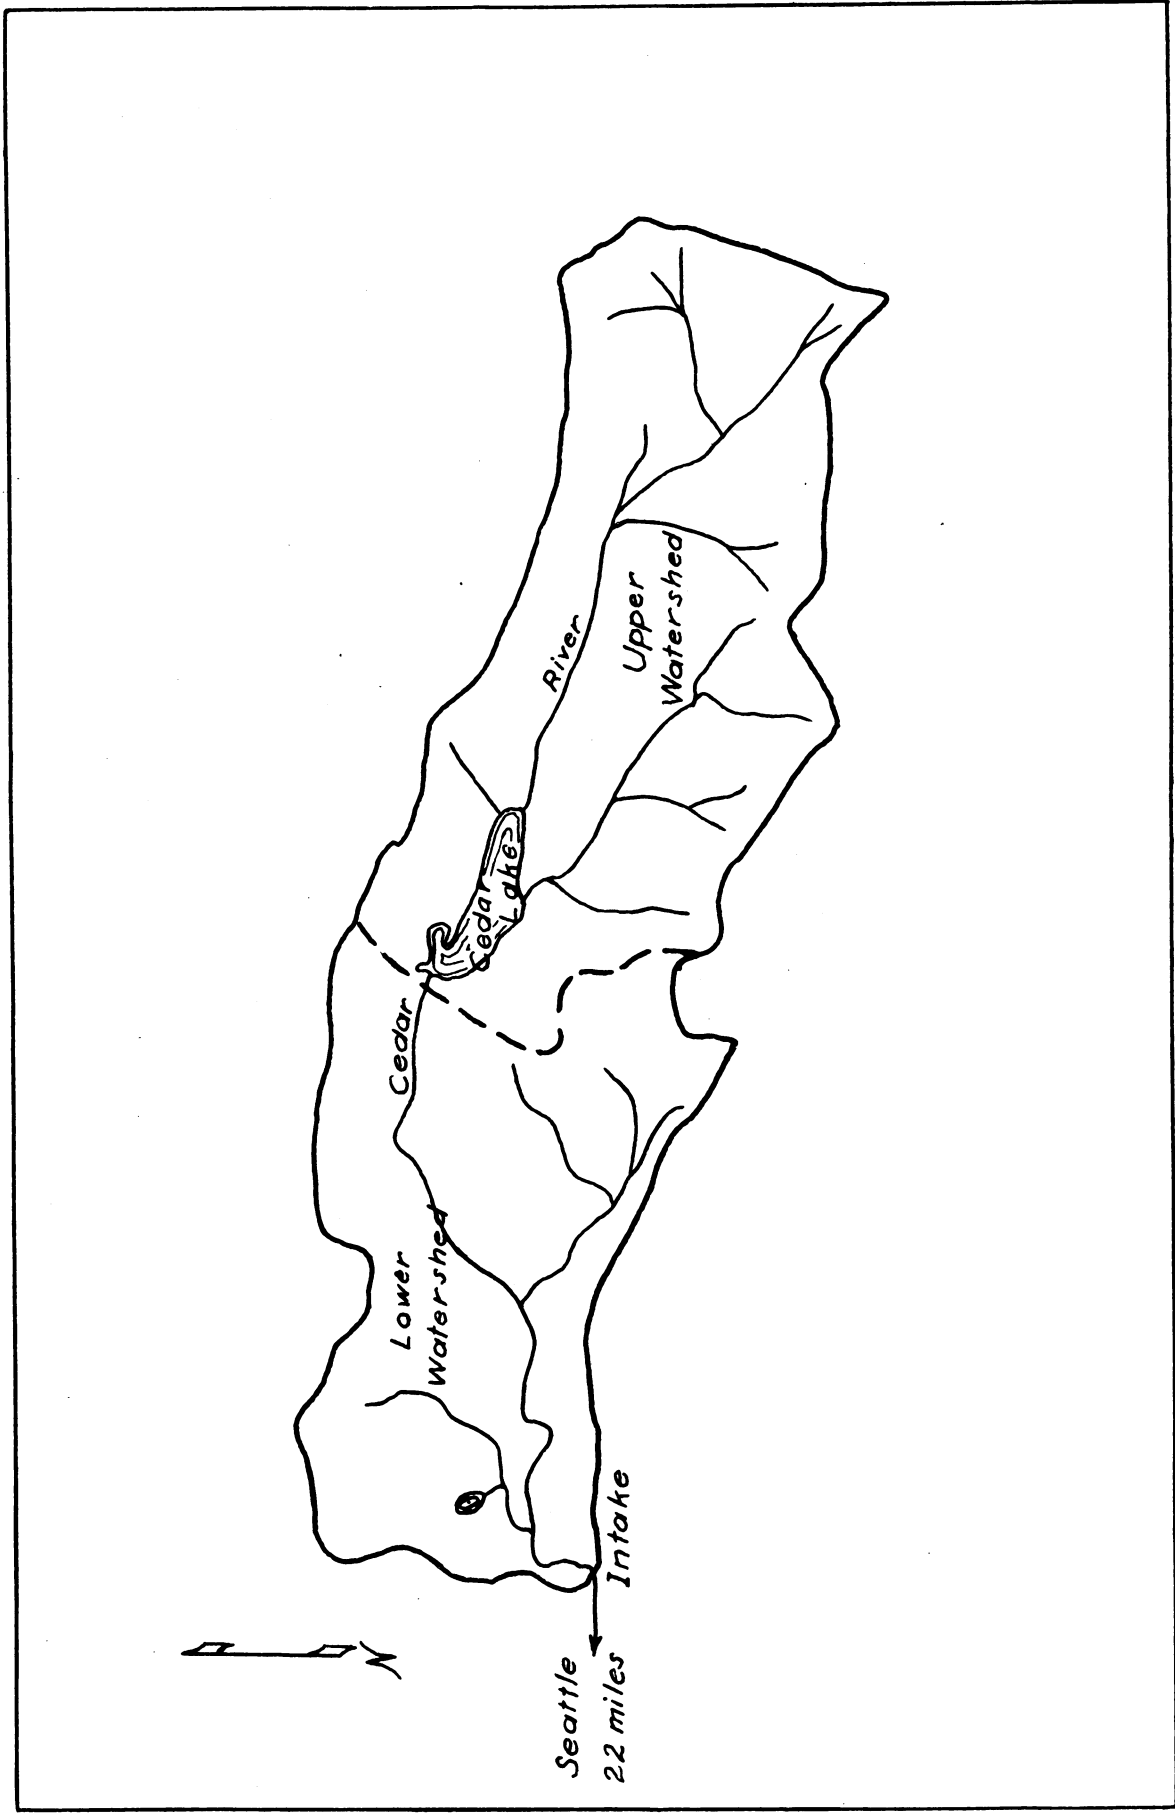 Seattle
22 miles
Intake
Lower
Watershed
Cedar
Cedar
Lake
River
Upper
Watershed
N